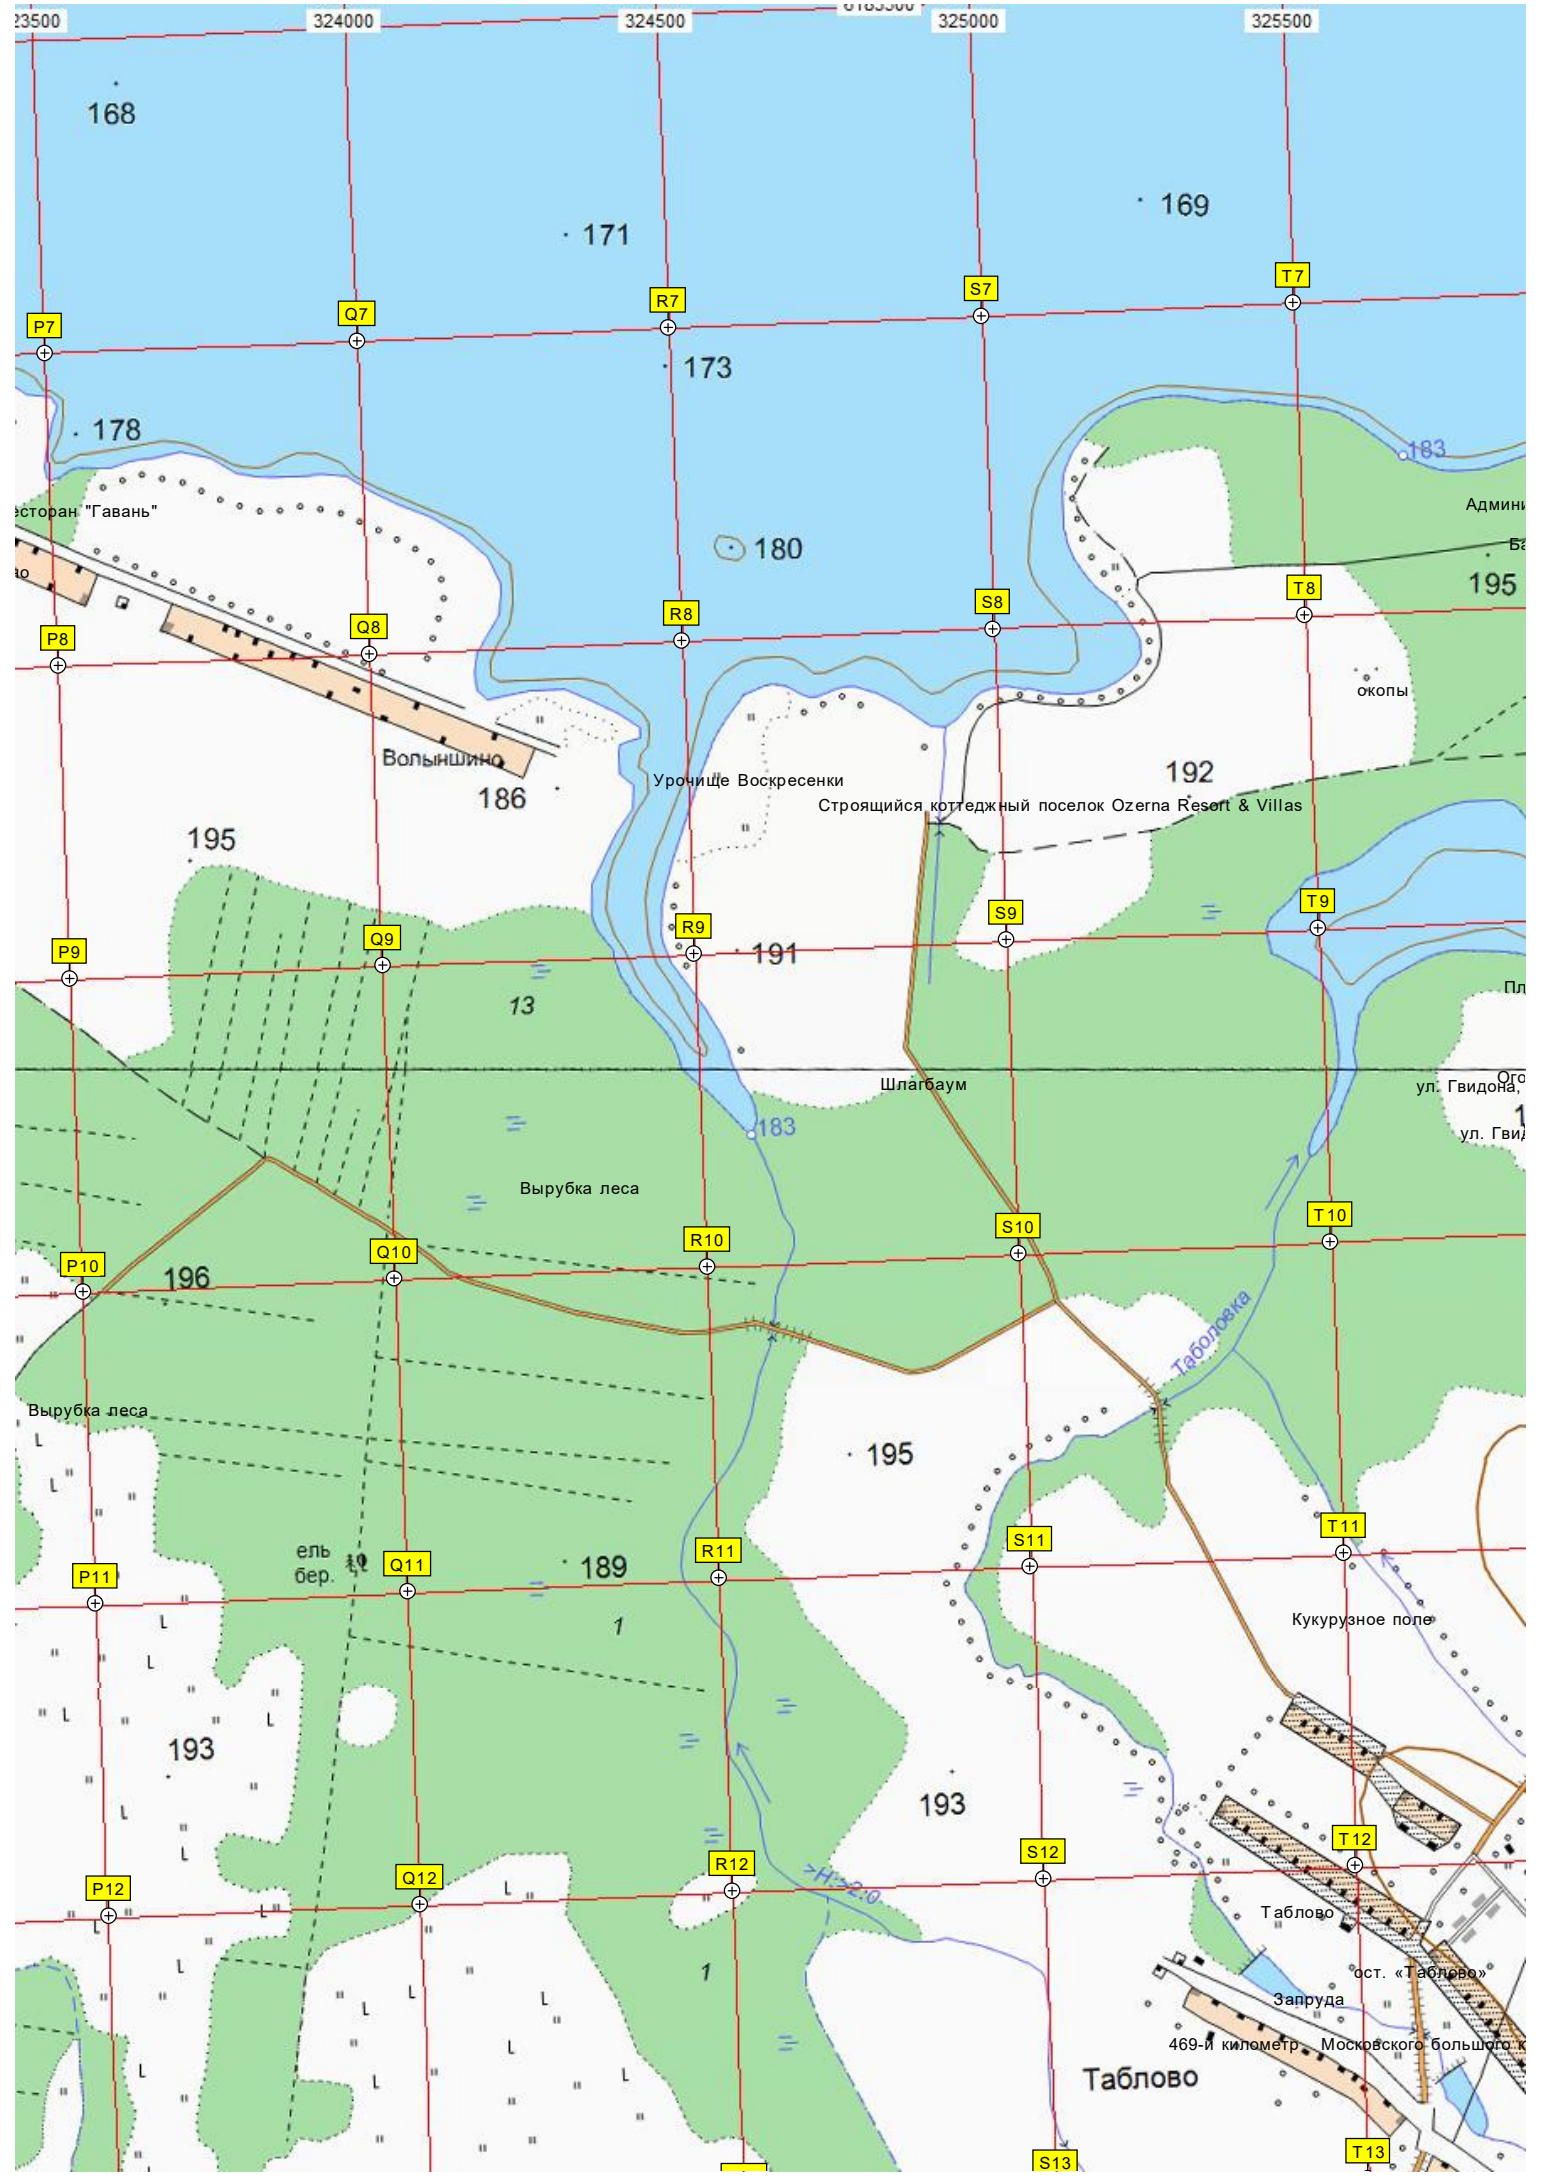 324000
324500
325000
325500
168
169
171
T7
S7
R7
Q7
P7
173
178
183
есторан "Гавань"
180
195
T8
S8
R8
Q8
P8
окопы
Волыншино
186
Урочище Воскресенки
192
Строящийся коттеджный поселок Ozerna Resort & Villas
195
T9
S9
R9
Q9
P9
191
13
Шлагбаум
ул. Гвидона,
183
Вырубка леса
T10
S10
R10
Q10
P10
196
Таболовка
Вырубка леса
195
T11
S11
R11
Q11
P11
ель
бер.
189
1
Кукурузное поле
193
193
T12
S12
R12
Q12
P12
Таблово
1
ост. «Таблово»
Запруда
469-й километр
Московского большого
Таблово
T13
S13